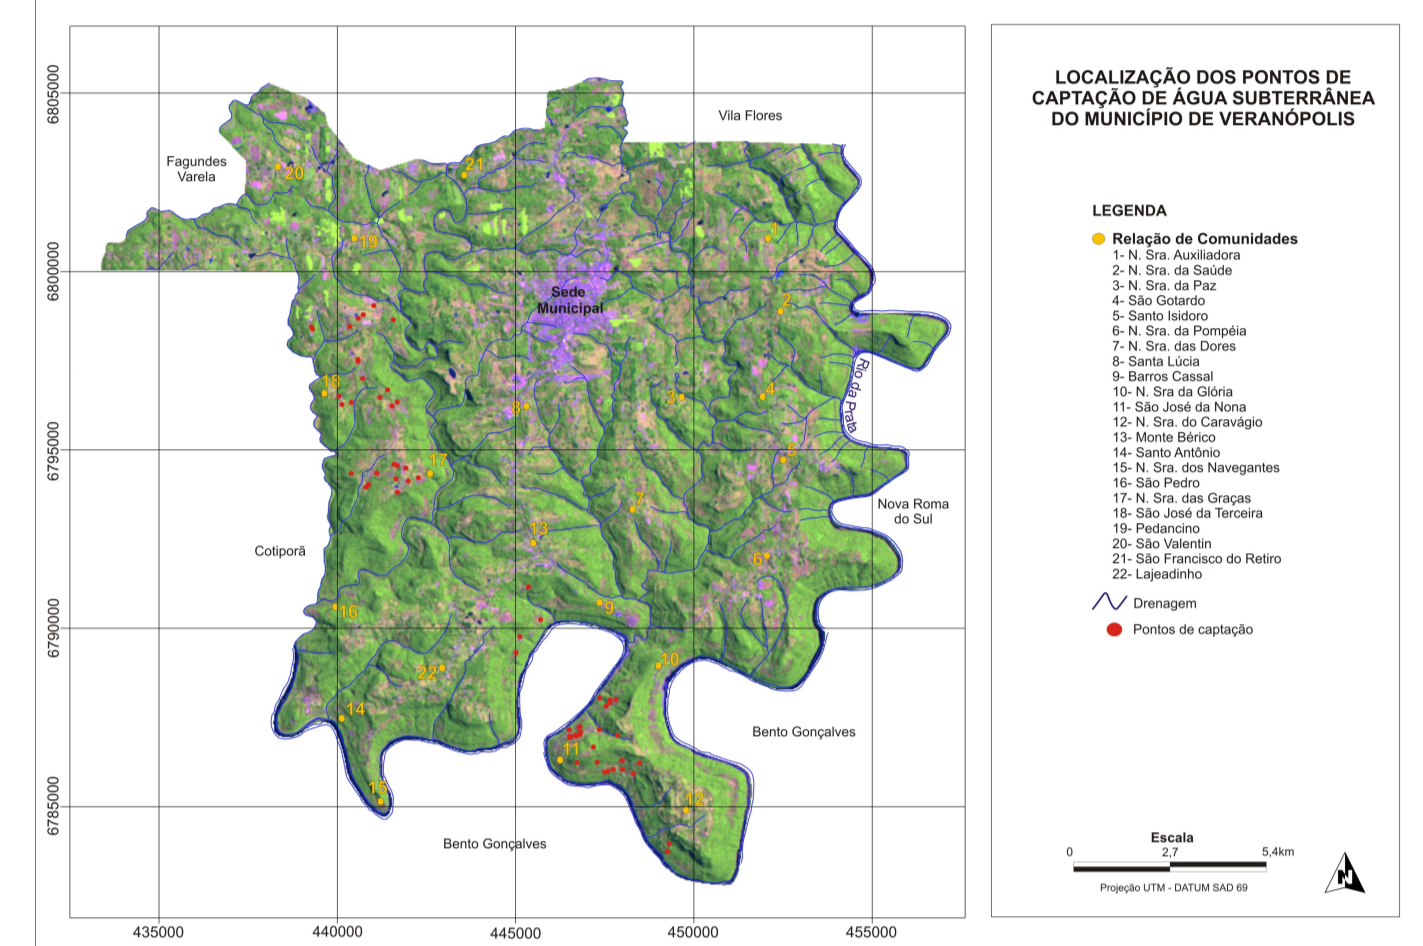 LOCALIZAÇÃO DOS PONTOS DE
CAPTAÇÃO DE ÁGUA SUBTERRÂNEA
DO MUNICÍPIO DE VERANÓPOLIS
LEGENDA
Relação de Comunidades
1- N. Sra. Auxiliadora
2- N. Sra. da Saúde
3- N. Sra. da Paz
4- São Gotardo
5- Santo Isidoro
6- N. Sra. da Pompéia
7- N. Sra. das Dores
8- Santa Lúcia
9- Barros Cassal
10- N. Sra da Glória
11- São José da Nona
12- N. Sra. do Caravágio
13- Monte Bérico
14- Santo Antônio
15- N. Sra. dos Navegantes
16- São Pedro
17- N. Sra. das Graças
18- São José da Terceira
19- Pedancino
20- São Valentin
21- São Francisco do Retiro
22- Lajeadinho
Drenagem
Pontos de captação
Escala
0 2,7 5,4km
Projeção UTM - DATUM SAD 69
N
Vila Flores
Fagundes
Varela
21
20
19
1
Sede
Municipal
2
18
3
4
8
Rio da Prata
17
5
7
Nova Roma
do Sul
13
Cotiporã
6
16
9
10
22
14
Bento Gonçalves
11
15
12
Bento Gonçalves
6805000
6800000
6795000
6790000
6785000
435000 440000 445000 450000 455000